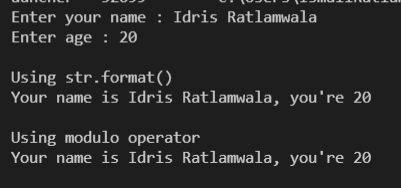 Enter your name : Idris Ratlamwala
Enter age : 20
Using str.format()
Your name is Idris Ratlamwala, you're 20
Using modulo operator
Your name is Idris Ratlamwala, you're 20